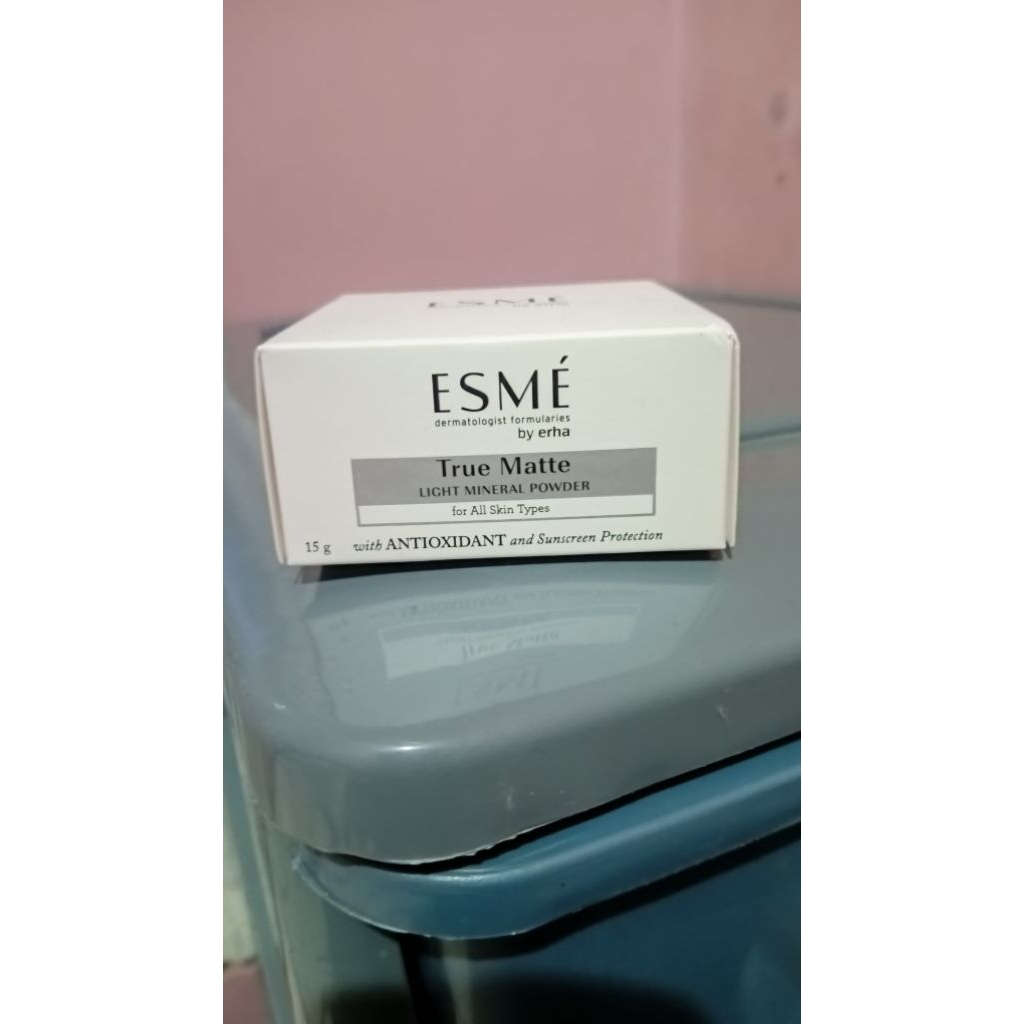 ESMÉ
ESMÉ
dermatologist formularies
by erha
True Matte
LIGHT MINERAL POWDER
for All Skin Types
15 g with ANTIOXIDANT and Sunscreen Protection